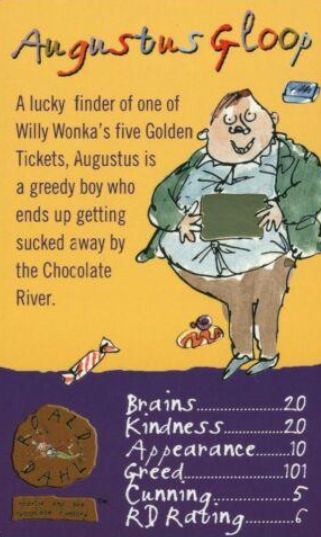 Augustus Gloop
A lucky finder of one of
Willy Wonka's five Golden
Tickets, Augustus is
a greedy boy who
ends up getting
sucked away by
the Chocolate
River.
ROALD
DAHL
Charlie and the
Chocolate Factory
Brains....................20
Kindness..............20
Appearance..........10
Greed......................101
Cunning.................5
RD Rating............6